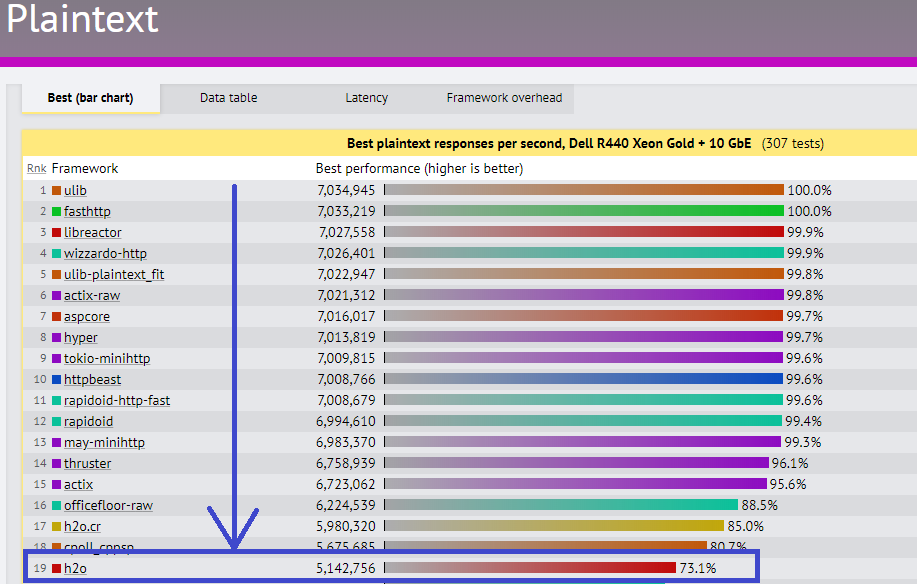 Plaintext
Best (bar chart) Data table Latency Framework overhead
Best plaintext responses per second, Dell R440 Xeon Gold + 10 GbE (307 tests)
Rnk Framework Best performance (higher is better)
1 ulib 7,034,945 100.0%
2 fasthttp 7,033,219 100.0%
3 libreactor 7,027,558 99.9%
4 wizzardo-http 7,026,401 99.9%
5 ulib-plaintext_fit 7,022,947 99.8%
6 actix-raw 7,021,312 99.8%
7 aspcore 7,016,017 99.7%
8 hyper 7,013,819 99.7%
9 tokio-minihttp 7,009,815 99.6%
10 httpbeast 7,008,766 99.6%
11 rapidoid-http-fast 7,008,679 99.6%
12 rapidoid 6,994,610 99.4%
13 may-minihttp 6,983,370 99.3%
14 thruster 6,758,939 96.1%
15 actix 6,723,062 95.6%
16 officefloor-raw 6,224,539 88.5%
17 h2o.cr 5,980,320 85.0%
18 cpoll_cppsp 5,675,685 80.7%
19 h2o 5,142,756 73.1%